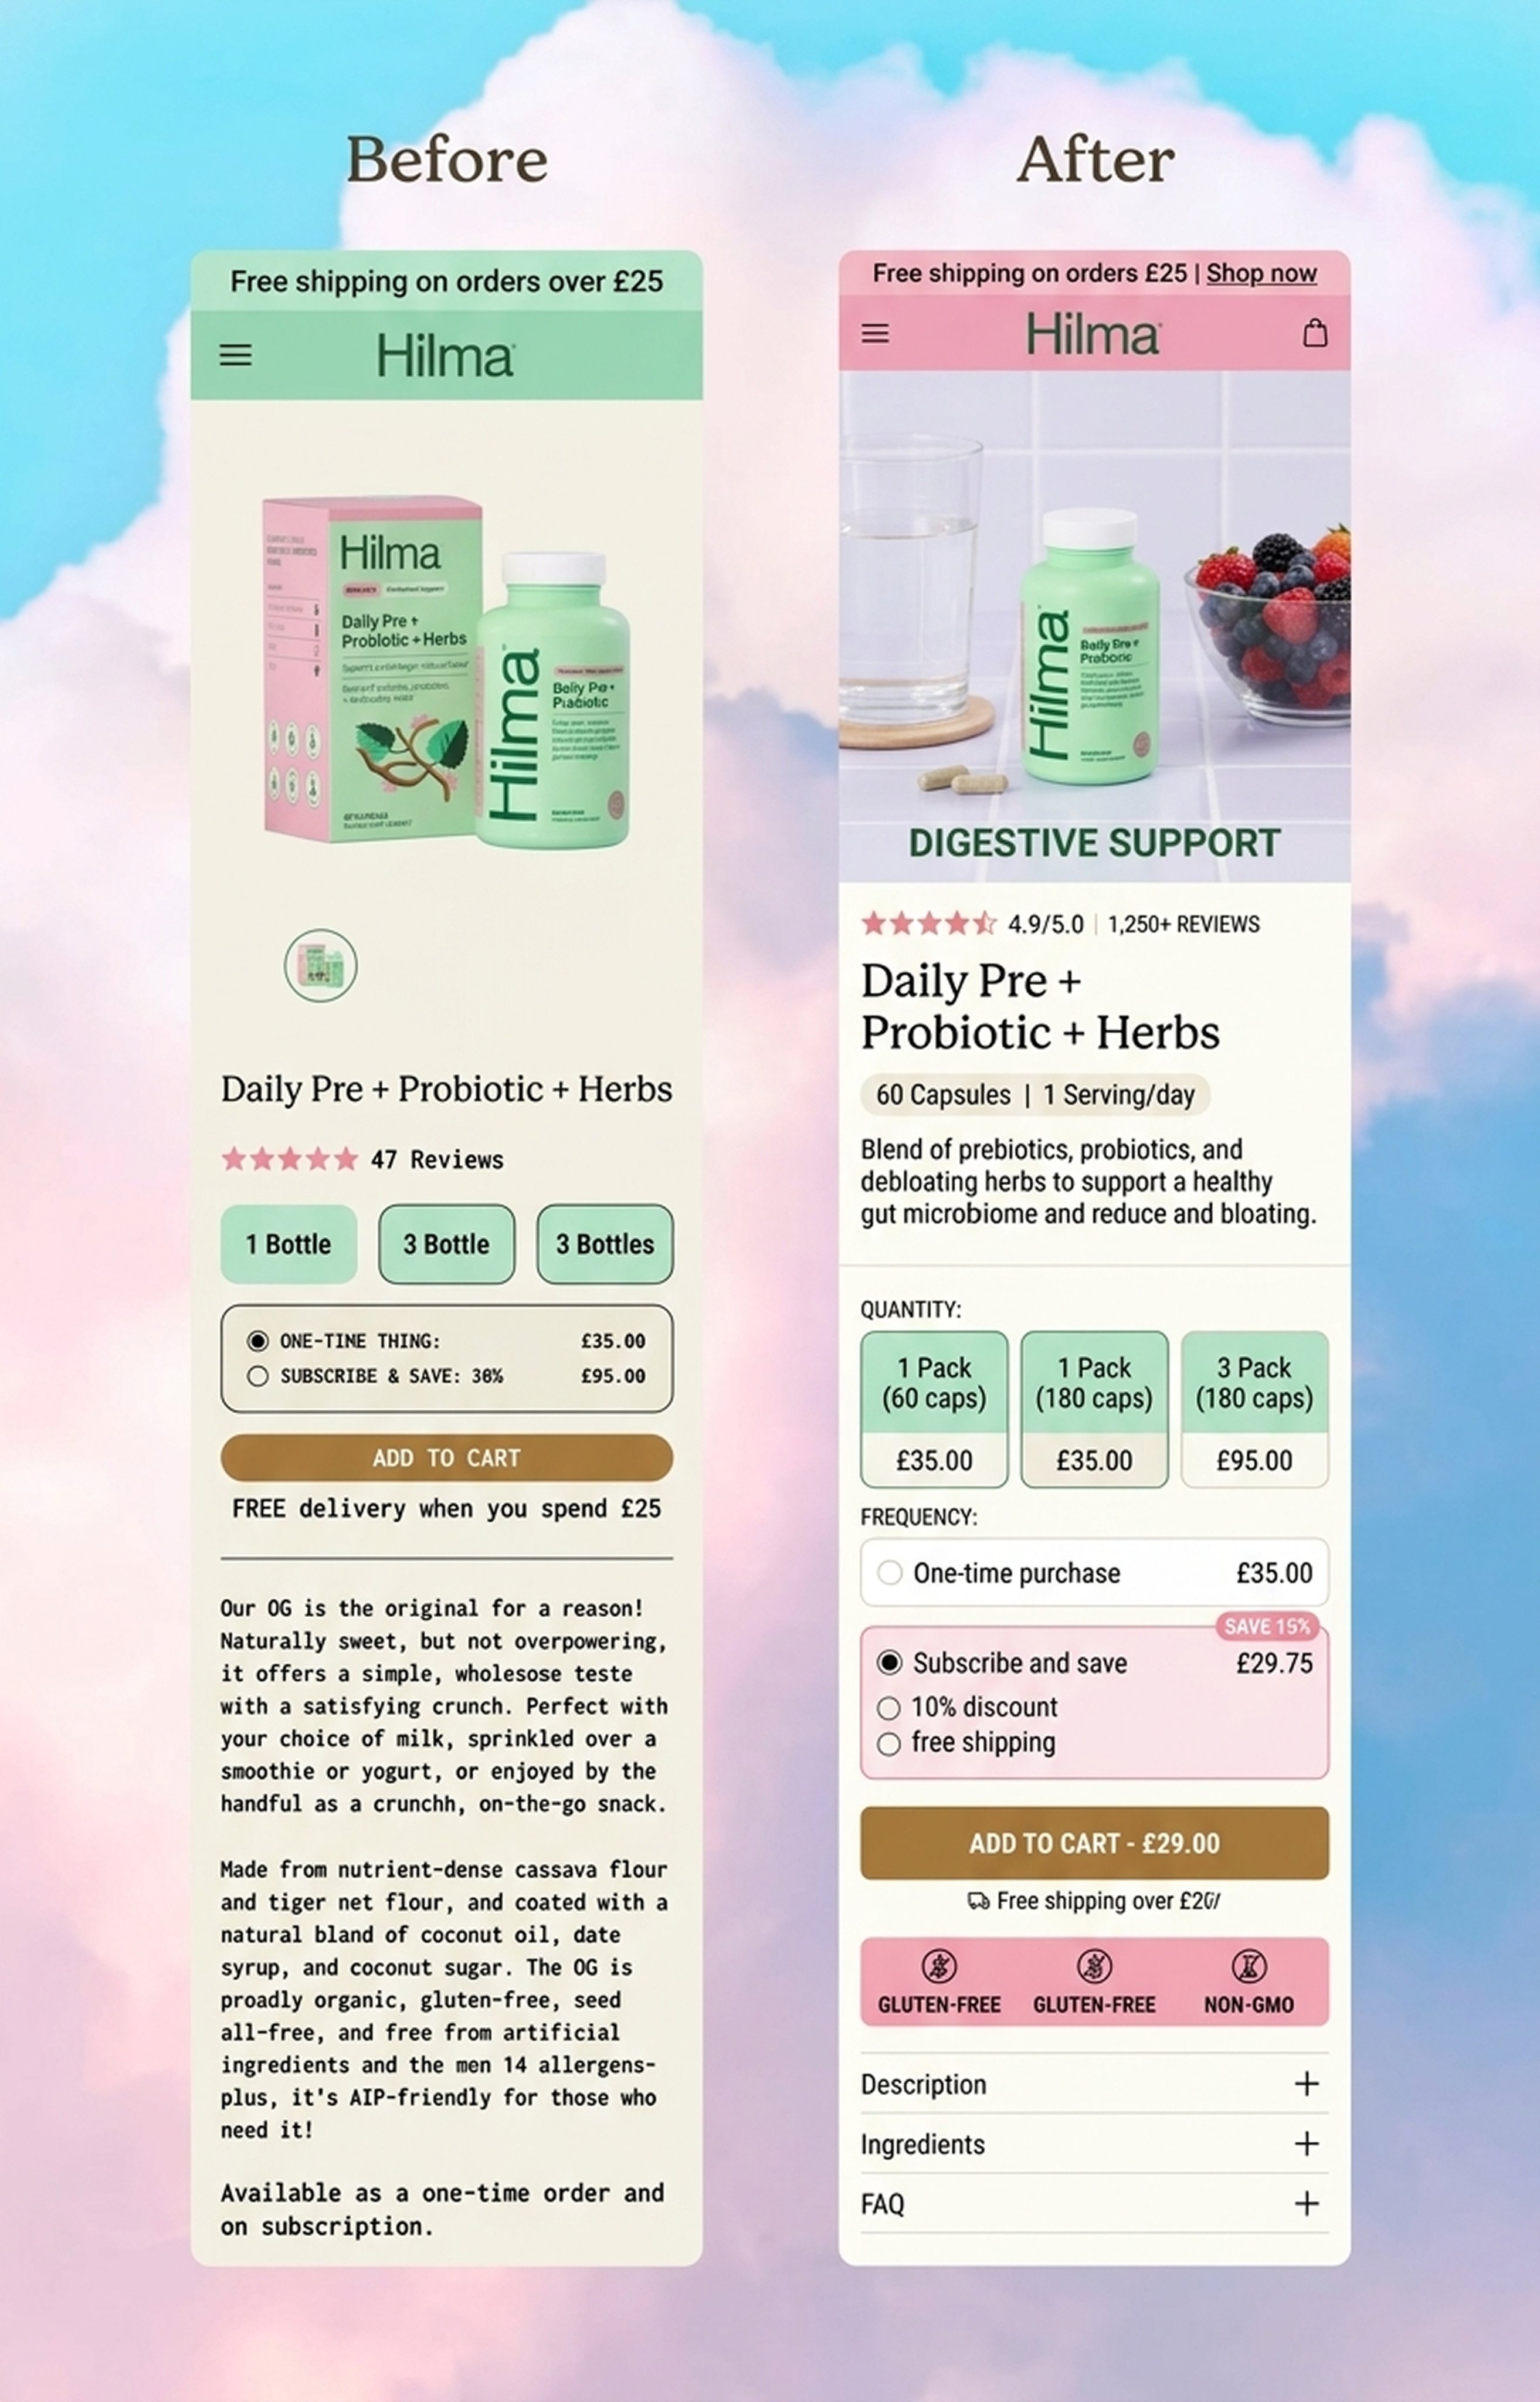 Before
Free shipping on orders over £25
Hilma
Hilma
Daily Pre +
Probiotic + Herbs
Hilma
Belly Pre +
Piabiotic
Daily Pre + Probiotic + Herbs
47 Reviews
1 Bottle
3 Bottle
3 Bottles
ONE-TIME THING: £35.00
SUBSCRIBE & SAVE: 30% £95.00
ADD TO CART
FREE delivery when you spend £25
Our OG is the original for a reason!
Naturally sweet, but not overpowering,
it offers a simple, wholesose teste
with a satisfying crunch. Perfect with
your choice of milk, sprinkled over a
smoothie or yogurt, or enjoyed by the
handful as a crunchh, on-the-go snack.
Made from nutrient-dense cassava flour
and tiger net flour, and coated with a
natural bland of coconut oil, date
syrup, and coconut sugar. The OG is
proadly organic, gluten-free, seed
all-free, and free from artificial
ingredients and the men 14 allergens-
plus, it's AIP-friendly for those who
need it!
Available as a one-time order and
on subscription.
After
Free shipping on orders £25 | Shop now
Hilma
Hilma
DIGESTIVE SUPPORT
4.9/5.0 | 1,250+ REVIEWS
Daily Pre +
Probiotic + Herbs
60 Capsules | 1 Serving/day
Blend of prebiotics, probiotics, and
debloating herbs to support a healthy
gut microbiome and reduce and bloating.
QUANTITY:
1 Pack
(60 caps)
£35.00
1 Pack
(180 caps)
£35.00
3 Pack
(180 caps)
£95.00
FREQUENCY:
One-time purchase £35.00
SAVE 15%
Subscribe and save £29.75
10% discount
free shipping
ADD TO CART - £29.00
Free shipping over
GLUTEN-FREE
GLUTEN-FREE
NON-GMO
Description
Ingredients
FAQ